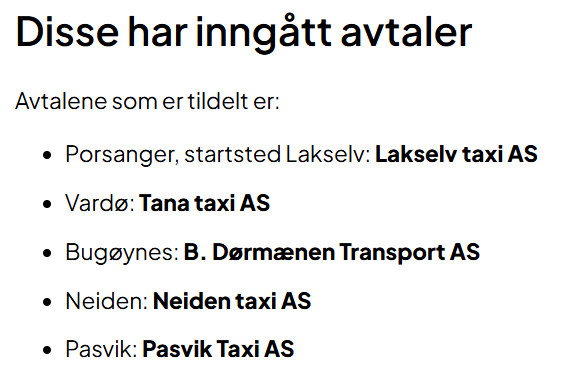 Disse har inngått avtaler
Avtalene som er tildelt er:
Porsanger, startsted Lakselv: Lakselv taxi AS
Vardø: Tana taxi AS
Bugøynes: B. Dørmænen Transport AS
Neiden: Neiden taxi AS
Pasvik: Pasvik Taxi AS